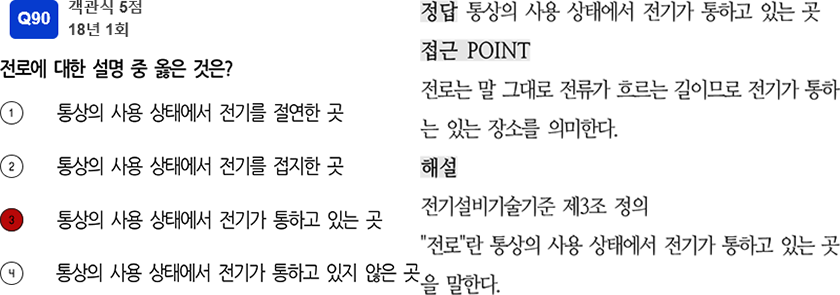 Q90
객관식 5점
18년 1회
전로에 대한 설명 중 옳은 것은?
1 통상의 사용 상태에서 전기를 절연한 곳
2 통상의 사용 상태에서 전기를 접지한 곳
3 통상의 사용 상태에서 전기가 통하고 있는 곳
4 통상의 사용 상태에서 전기가 통하고 있지 않은 곳
정답 통상의 사용 상태에서 전기가 통하고 있는 곳
접근 POINT
전로는 말 그대로 전류가 흐르는 길이므로 전기가 통하
는 있는 장소를 의미한다.
해설
전기설비기술기준 제3조 정의
"전로"란 통상의 사용 상태에서 전기가 통하고 있는 곳
을 말한다.